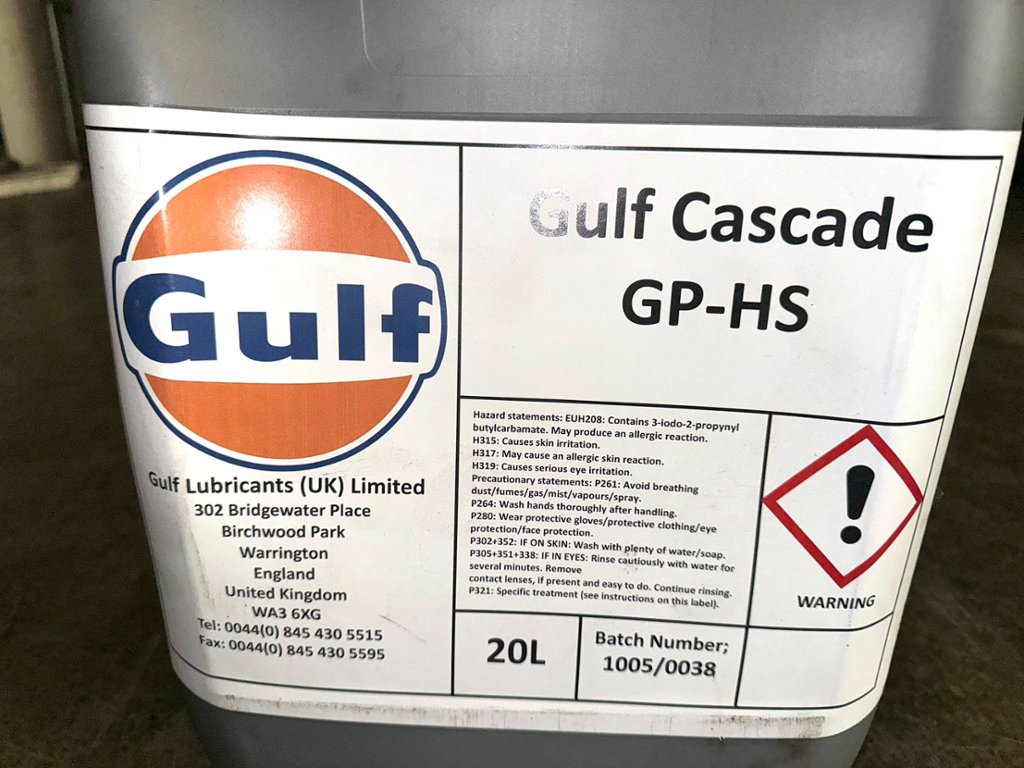 Gulf
Gulf Lubricants (UK) Limited
302 Bridgewater Place
Birchwood Park
Warrington
England
United Kingdom
WA3 6XG
Tel: 0044(0) 845 430 5515
Fax: 0044(0) 845 430 5595
Gulf Cascade
GP-HS
Hazard statements: EUH208: Contains 3-iodo-2-propynyl
butylcarbamate. May produce an allergic reaction.
H315: Causes skin irritation.
H317: May cause an allergic skin reaction.
H319: Causes serious eye irritation.
Precautionary statements: P261: Avoid breathing
dust/fumes/gas/mist/vapours/spray.
P264: Wash hands thoroughly after handling.
P280: Wear protective gloves/protective clothing/eye
protection/face protection.
P302+352: IF ON SKIN: Wash with plenty of water/soap.
P305+351+338: IF IN EYES: Rinse cautiously with water for
several minutes. Remove
contact lenses, if present and easy to do. Continue rinsing.
P321: Specific treatment (see instructions on this label).
WARNING
20L
Batch Number;
1005/0038